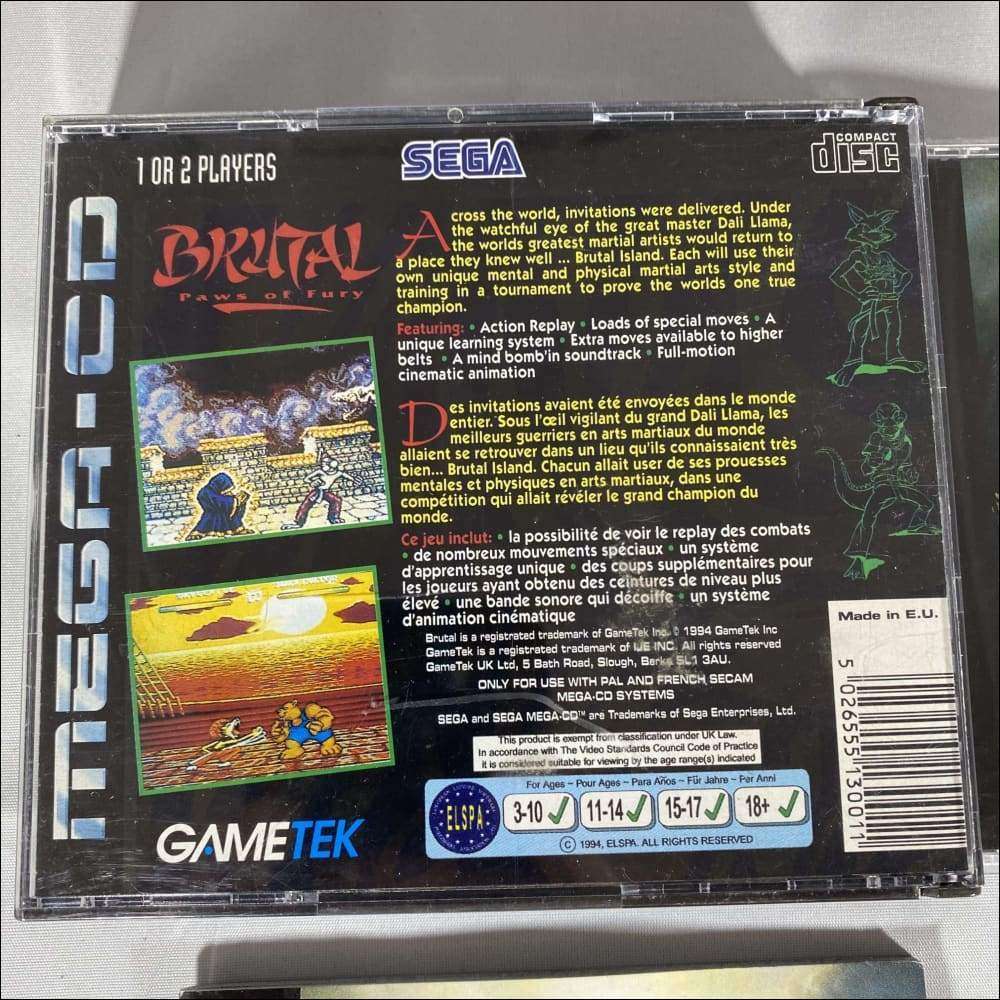 1 OR 2 PLAYERS
SEGA
COMPACT
disc
MEGA-CD
BRUTAL
Paws of Fury
Across the world, invitations were delivered. Under
the watchful eye of the great master Dali Llama,
the worlds greatest martial artists would return to
a place they knew well ... Brutal Island. Each will use their
own unique mental and physical martial arts style and
training in a tournament to prove the worlds one true
champion.
Featuring: • Action Replay • Loads of special moves • A
unique learning system • Extra moves available to higher
belts • A mind bomb'in soundtrack • Full-motion
cinematic animation
Des invitations avaient été envoyées dans le monde
entier. Sous l'œil vigilant du grand Dali Llama, les
meilleurs guerriers en arts martiaux du monde
allaient se retrouver dans un lieu qu'ils connaissaient très
bien... Brutal Island. Chacun allait user de ses prouesses
mentales et physiques en arts martiaux, dans une
compétition qui allait révéler le grand champion du
monde.
Ce jeu inclut: • la possibilité de voir le replay des combats
• de nombreux mouvements spéciaux • un système
d'apprentissage unique • des coups supplémentaires pour
les joueurs ayant obtenu des ceintures de niveau plus
élevé • une bande sonore qui décoiffe • un système
d'animation cinématique
Brutal is a registered trademark of GameTek Inc. © 1994 GameTek Inc
GameTek is a registered trademark of IJE INC. All rights reserved
GameTek UK Ltd, 5 Bath Road, Slough, Berks SL1 3AU.
ONLY FOR USE WITH PAL AND FRENCH SECAM
MEGA-CD SYSTEMS
SEGA and SEGA MEGA-CD™ are Trademarks of Sega Enterprises, Ltd.
This product is exempt from classification under UK Law.
In accordance with The Video Standards Council Code of Practice
it is considered suitable for viewing by the age range(s) indicated
For Ages ~ Pour Ages ~ Para Años ~ Für Jahre ~ Per Anni
ELSPA
3-10 ✓ 11-14 ✓ 15-17 ✓ 18+ ✓
© 1994, ELSPA. ALL RIGHTS RESERVED
GAMETEK
Made in E.U.
5 026555 130011